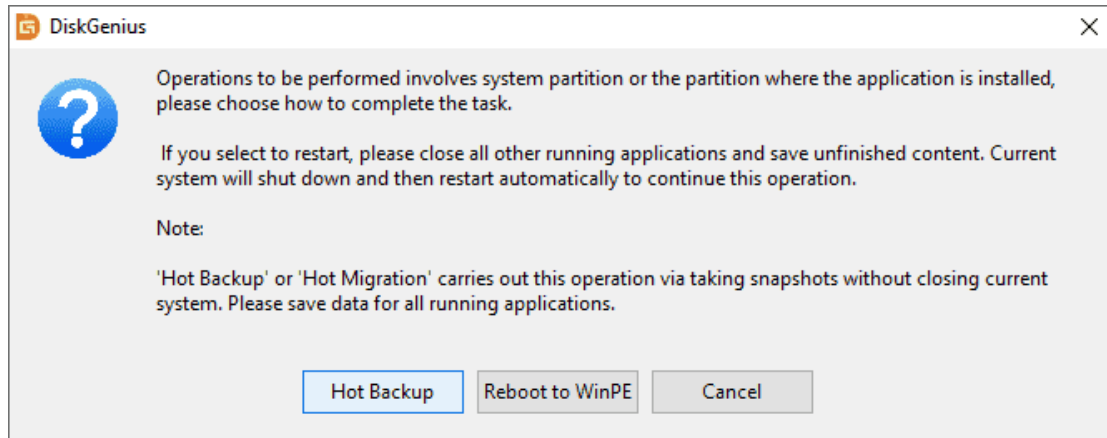 DiskGenius
Operations to be performed involves system partition or the partition where the application is installed,
please choose how to complete the task.
If you select to restart, please close all other running applications and save unfinished content. Current
system will shut down and then restart automatically to continue this operation.
Note:
'Hot Backup' or 'Hot Migration' carries out this operation via taking snapshots without closing current
system. Please save data for all running applications.
Hot Backup Reboot to WinPE Cancel